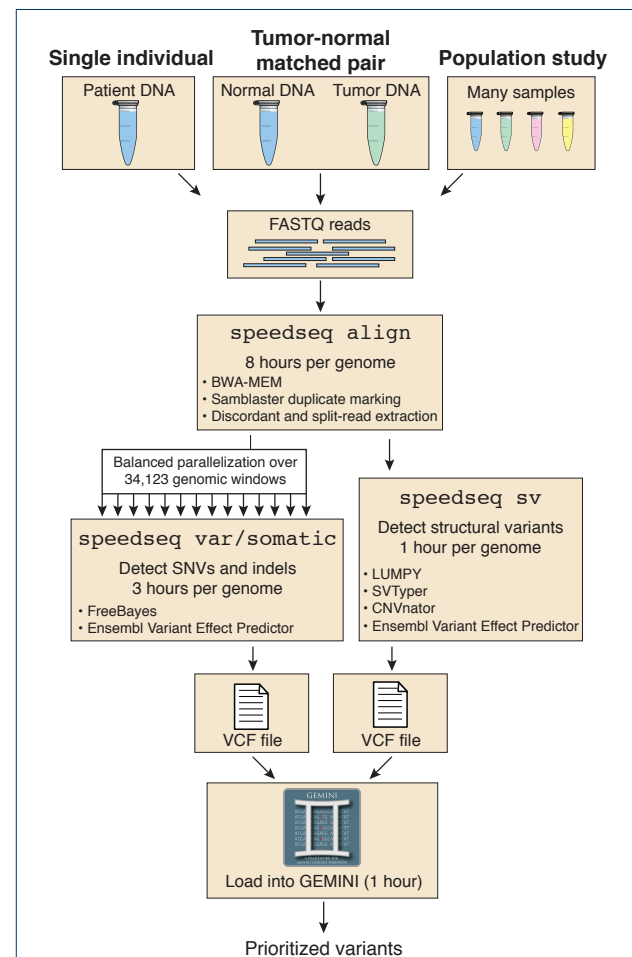 Single individual
Tumor-normal
matched pair
Population study
Patient DNA
Normal DNA
Tumor DNA
Many samples
FASTQ reads
speedseq align
8 hours per genome
• BWA-MEM
• Samblaster duplicate marking
• Discordant and split-read extraction
Balanced parallelization over
34,123 genomic windows
speedseq var/somatic
Detect SNVs and indels
3 hours per genome
• FreeBayes
• Ensembl Variant Effect Predictor
speedseq sv
Detect structural variants
1 hour per genome
• LUMPY
• SVTyper
• CNVnator
• Ensembl Variant Effect Predictor
VCF file
VCF file
GEMINI
Load into GEMINI (1 hour)
Prioritized variants